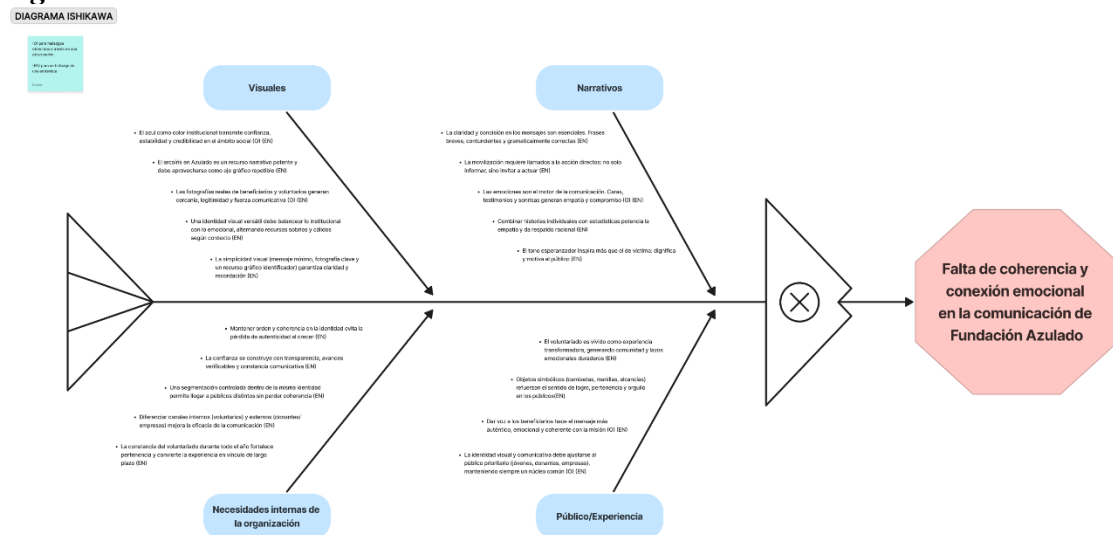 DIAGRAMA ISHIKAWA
Visuales
• El azul como color institucional transmite confianza,
estabilidad y credibilidad en el ámbito social (O) (EN)
• El arcoíris en Azulado es un recurso narrativo potente y
debe aprovecharse como eje gráfico repetible (EN)
• Las fotografías reales de beneficiarios y voluntarios generan
cercanía, legitimidad y fuerza comunicativa (O) (EN)
• Una identidad visual versátil debe balancear lo institucional
con lo emocional, alternando recursos sobrios y cálidos
según contexto (EN)
• La simplicidad visual (mensaje mínimo, fotografía clave y
un recurso gráfico identificador) garantiza claridad y
recordación (EN)
Narrativos
• La claridad y concisión en los mensajes son esenciales. Frases
breves, contundentes y gramaticalmente correctas (EN)
• La movilización requiere llamados a la acción directos: no solo
informar, sino invitar a actuar (EN)
• Las emociones son el motor de la comunicación. Caras,
testimonios y sonrisas generan empatía y compromiso (O) (EN)
• Combinar historias individuales con estadísticas potencia la
empatía y da respaldo racional (EN)
• El tono esperanzador inspira más que el de víctima; dignifica
y motiva al público (EN)
Falta de coherencia y
conexión emocional
en la comunicación de
Fundación Azulado
• Mantener orden y coherencia en la identidad evita la
pérdida de autenticidad al crecer (EN)
• La confianza se construye con transparencia, avances
verificables y constancia comunicativa (EN)
• Una segmentación controlada dentro de la misma identidad
permite llegar a públicos distintos sin perder coherencia (EN)
• Diferenciar canales internos (voluntarios) y externos (donantes/
empresas) mejora la eficacia de la comunicación (EN)
• La constancia del voluntariado durante todo el año fortalece
pertenencia y convierte la experiencia en vínculo de largo
plazo (EN)
Necesidades internas de
la organización
• El voluntariado es vivido como experiencia
transformadora, generando comunidad y lazos
emocionales duraderos (EN)
• Objetos simbólicos (camisetas, manillas, alcancías)
refuerzan el sentido de logro, pertenencia y orgullo
en los públicos(EN)
• Dar voz a los beneficiarios hace el mensaje más
auténtico, emocional y coherente con la misión (O) (EN)
• La identidad visual y comunicativa debe ajustarse al
público prioritario (jóvenes, donantes, empresas),
manteniendo siempre un núcleo común (O) (EN)
Público/Experiencia